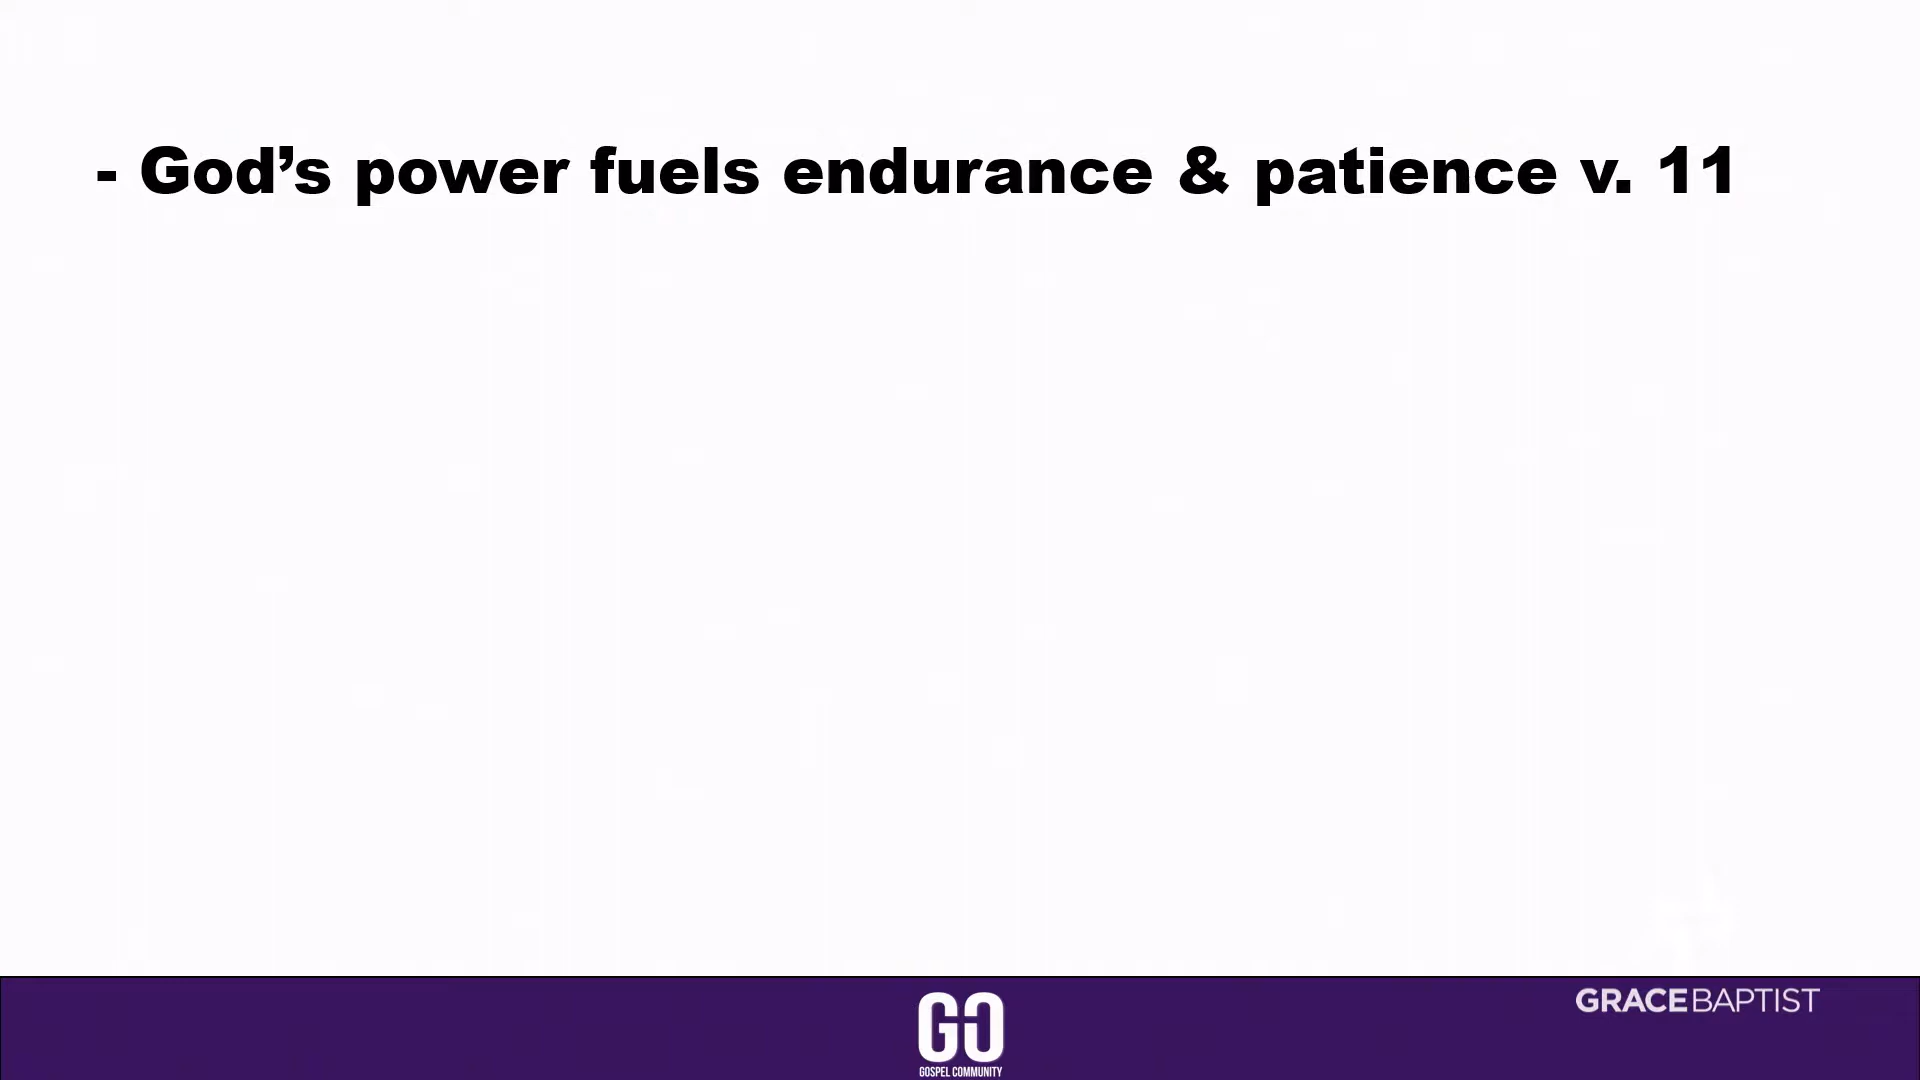 - God’s power fuels endurance & patience v. 11
GRACEBAPTIST
GO
GOSPEL COMMUNITY